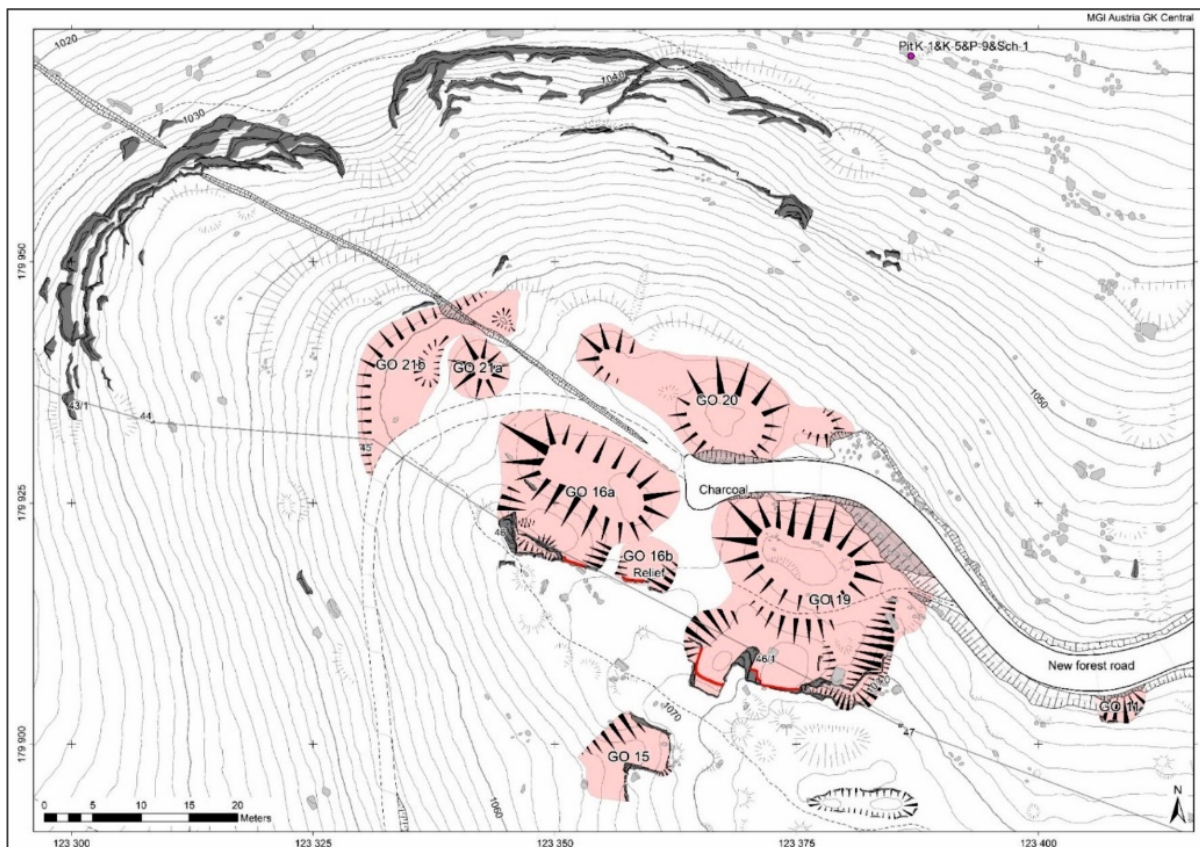 MGI Austria GK Central
1020
Pit K-1&K-5&P-9&Sch-1
1040
1030
179 950
GO 21b
GO 21a
GO 20
1050
43/1
44
45
GO 16a
Charcoal
179 925
46
GO 16b
Relief
GO 19
46/1
New forest road
GO 11
1070
47
179 900
GO 15
1060
0 5 10 15 20
Meters
N
123 300 123 325 123 350 123 375 123 400